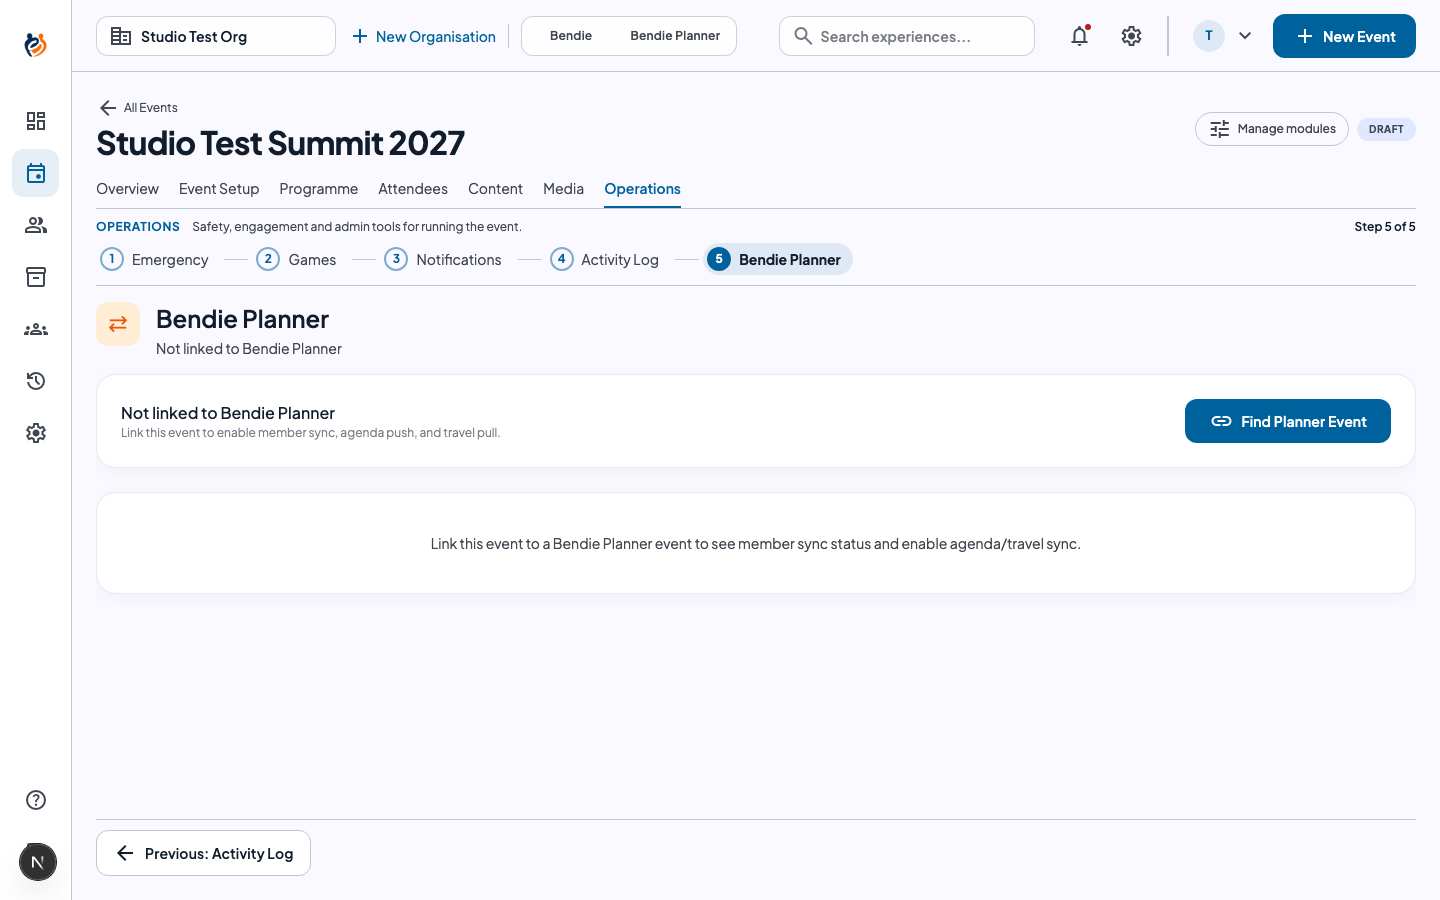 Studio Test Org
New Organisation
Bendie
Bendie Planner
Search experiences...
T
New Event
All Events
Studio Test Summit 2027
Manage modules
DRAFT
Overview
Event Setup
Programme
Attendees
Content
Media
Operations
OPERATIONS
Safety, engagement and admin tools for running the event.
Step 5 of 5
1 Emergency
2 Games
3 Notifications
4 Activity Log
5 Bendie Planner
Bendie Planner
Not linked to Bendie Planner
Not linked to Bendie Planner
Link this event to enable member sync, agenda push, and travel pull.
Find Planner Event
Link this event to a Bendie Planner event to see member sync status and enable agenda/travel sync.
N
Previous: Activity Log